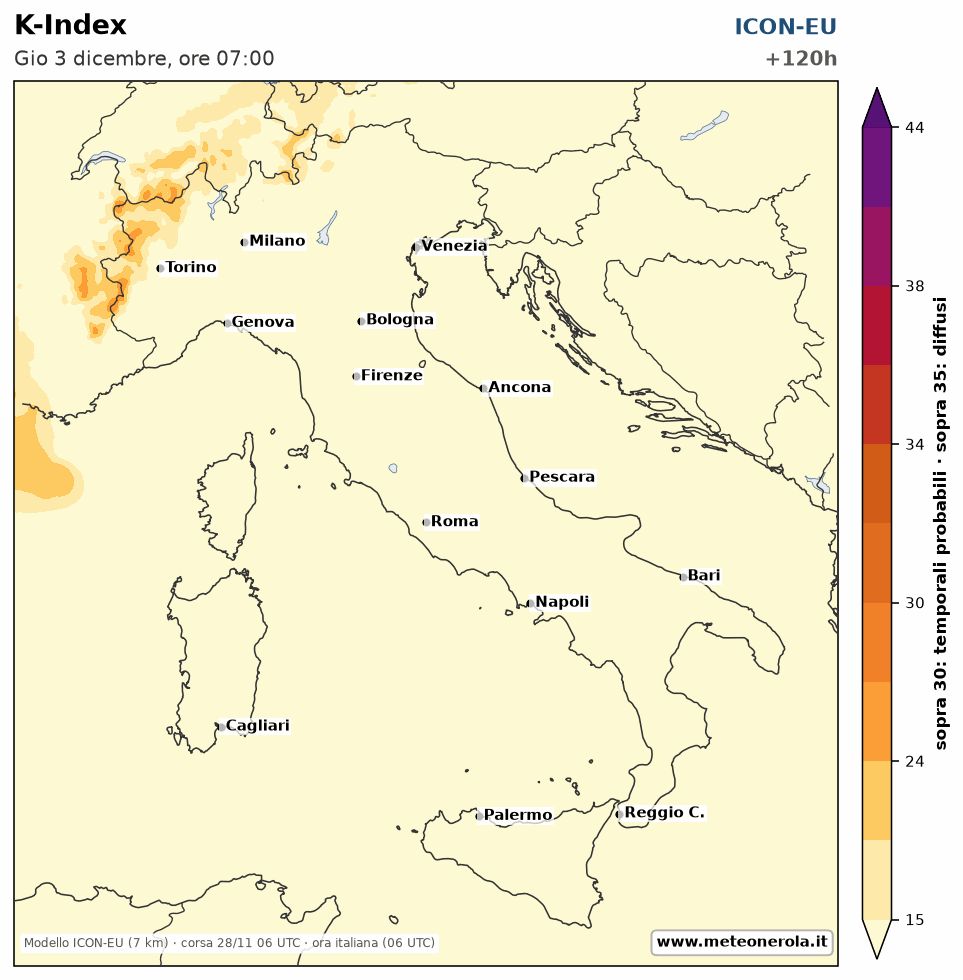 K-Index
ICON-EU
Gio 3 dicembre, ore 07:00
+120h
44
38
34
30
24
15
sopra 30: temporali probabili · sopra 35: diffusi
Milano
Venezia
Torino
Genova
Bologna
Firenze
Ancona
Pescara
Roma
Bari
Napoli
Cagliari
Palermo
Reggio C.
Modello ICON-EU (7 km) · corsa 28/11 06 UTC · ora italiana (06 UTC)
www.meteonerola.it